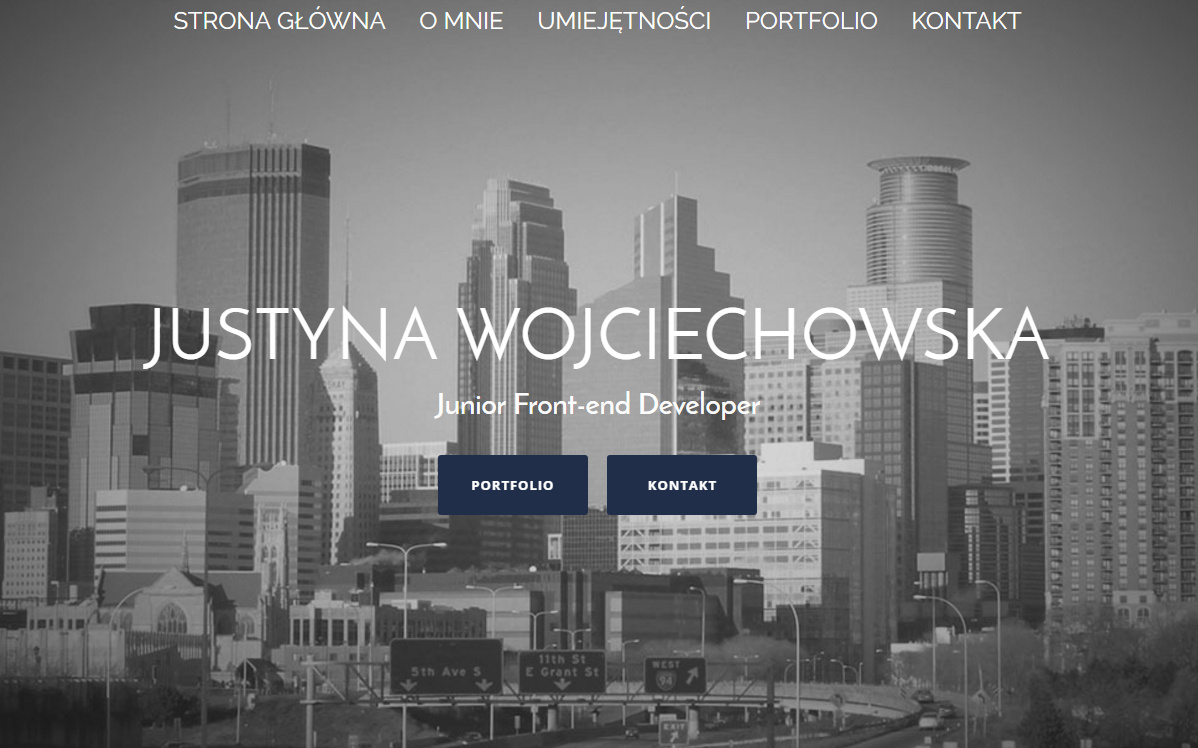 STRONA GŁÓWNA O MNIE UMIEJĘTNOŚCI PORTFOLIO KONTAKT
JUSTYNA WOJCIECHOWSKA
Junior Front-end Developer
PORTFOLIO KONTAKT
5th Ave S
11th St
E Grant St
WEST
94
EXIT